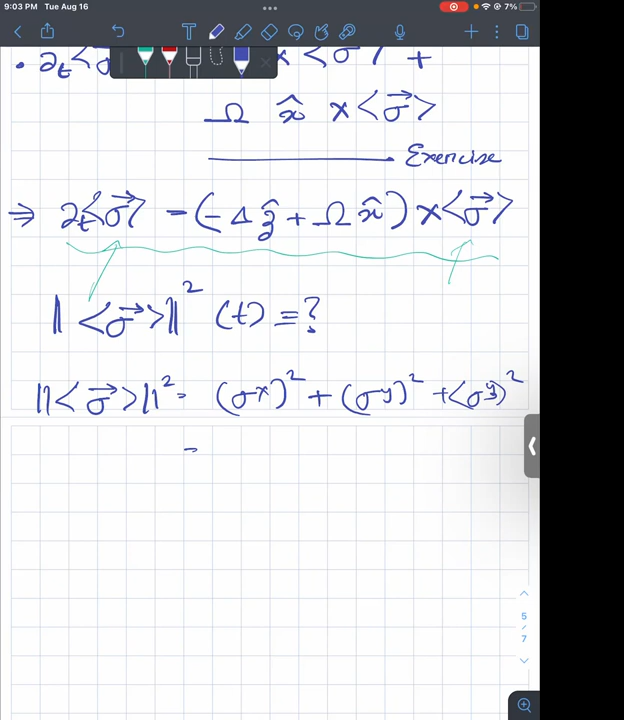 9:03 PM Tue Aug 16
7%
• ∂t<σ x <σ > +
Ω x̂ x <σ⃗>
Exercise
⇒ ∂t<σ⃗> = (-Δ ẑ + Ω x̂) x <σ⃗>
|| <σ⃗> ||² (t) = ?
|| <σ⃗> ||² = (σˣ)² + (σʸ)² + <σᶻ)²
=
5
/
7